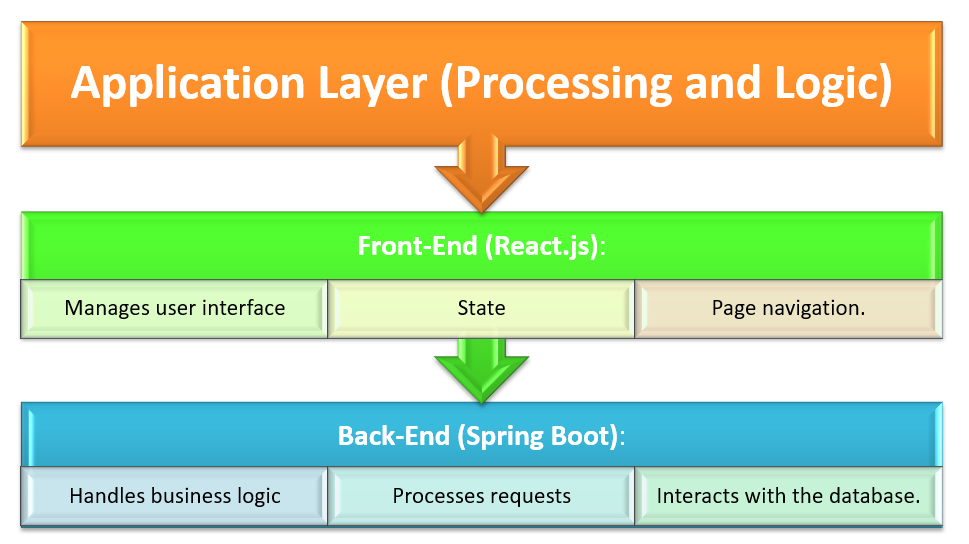 Application Layer (Processing and Logic)
Front-End (React.js):
Manages user interface
State
Page navigation.
Back-End (Spring Boot):
Handles business logic
Processes requests
Interacts with the database.